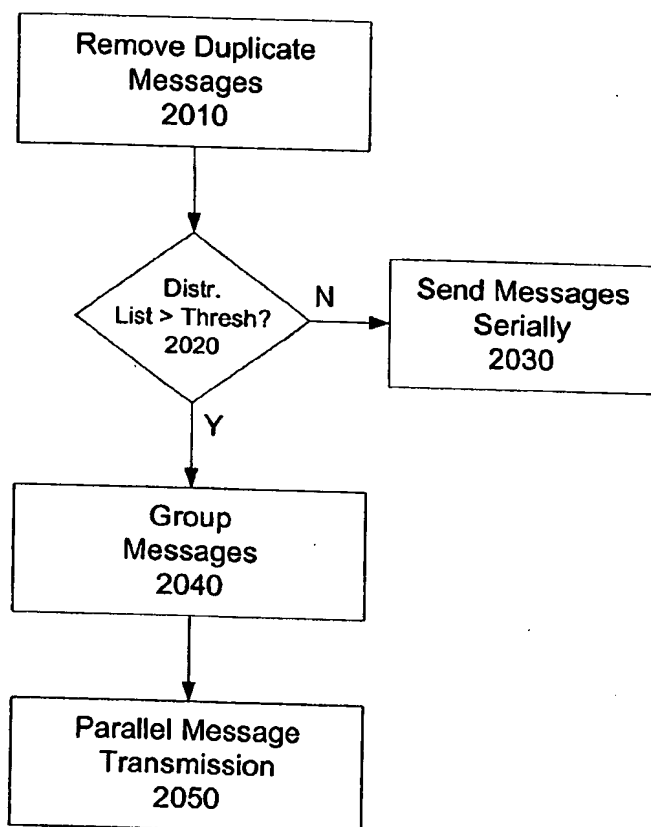 Remove Duplicate
Messages
2010
Distr.
List > Thresh?
2020
N
Send Messages
Serially
2030
Y
Group
Messages
2040
Parallel Message
Transmission
2050